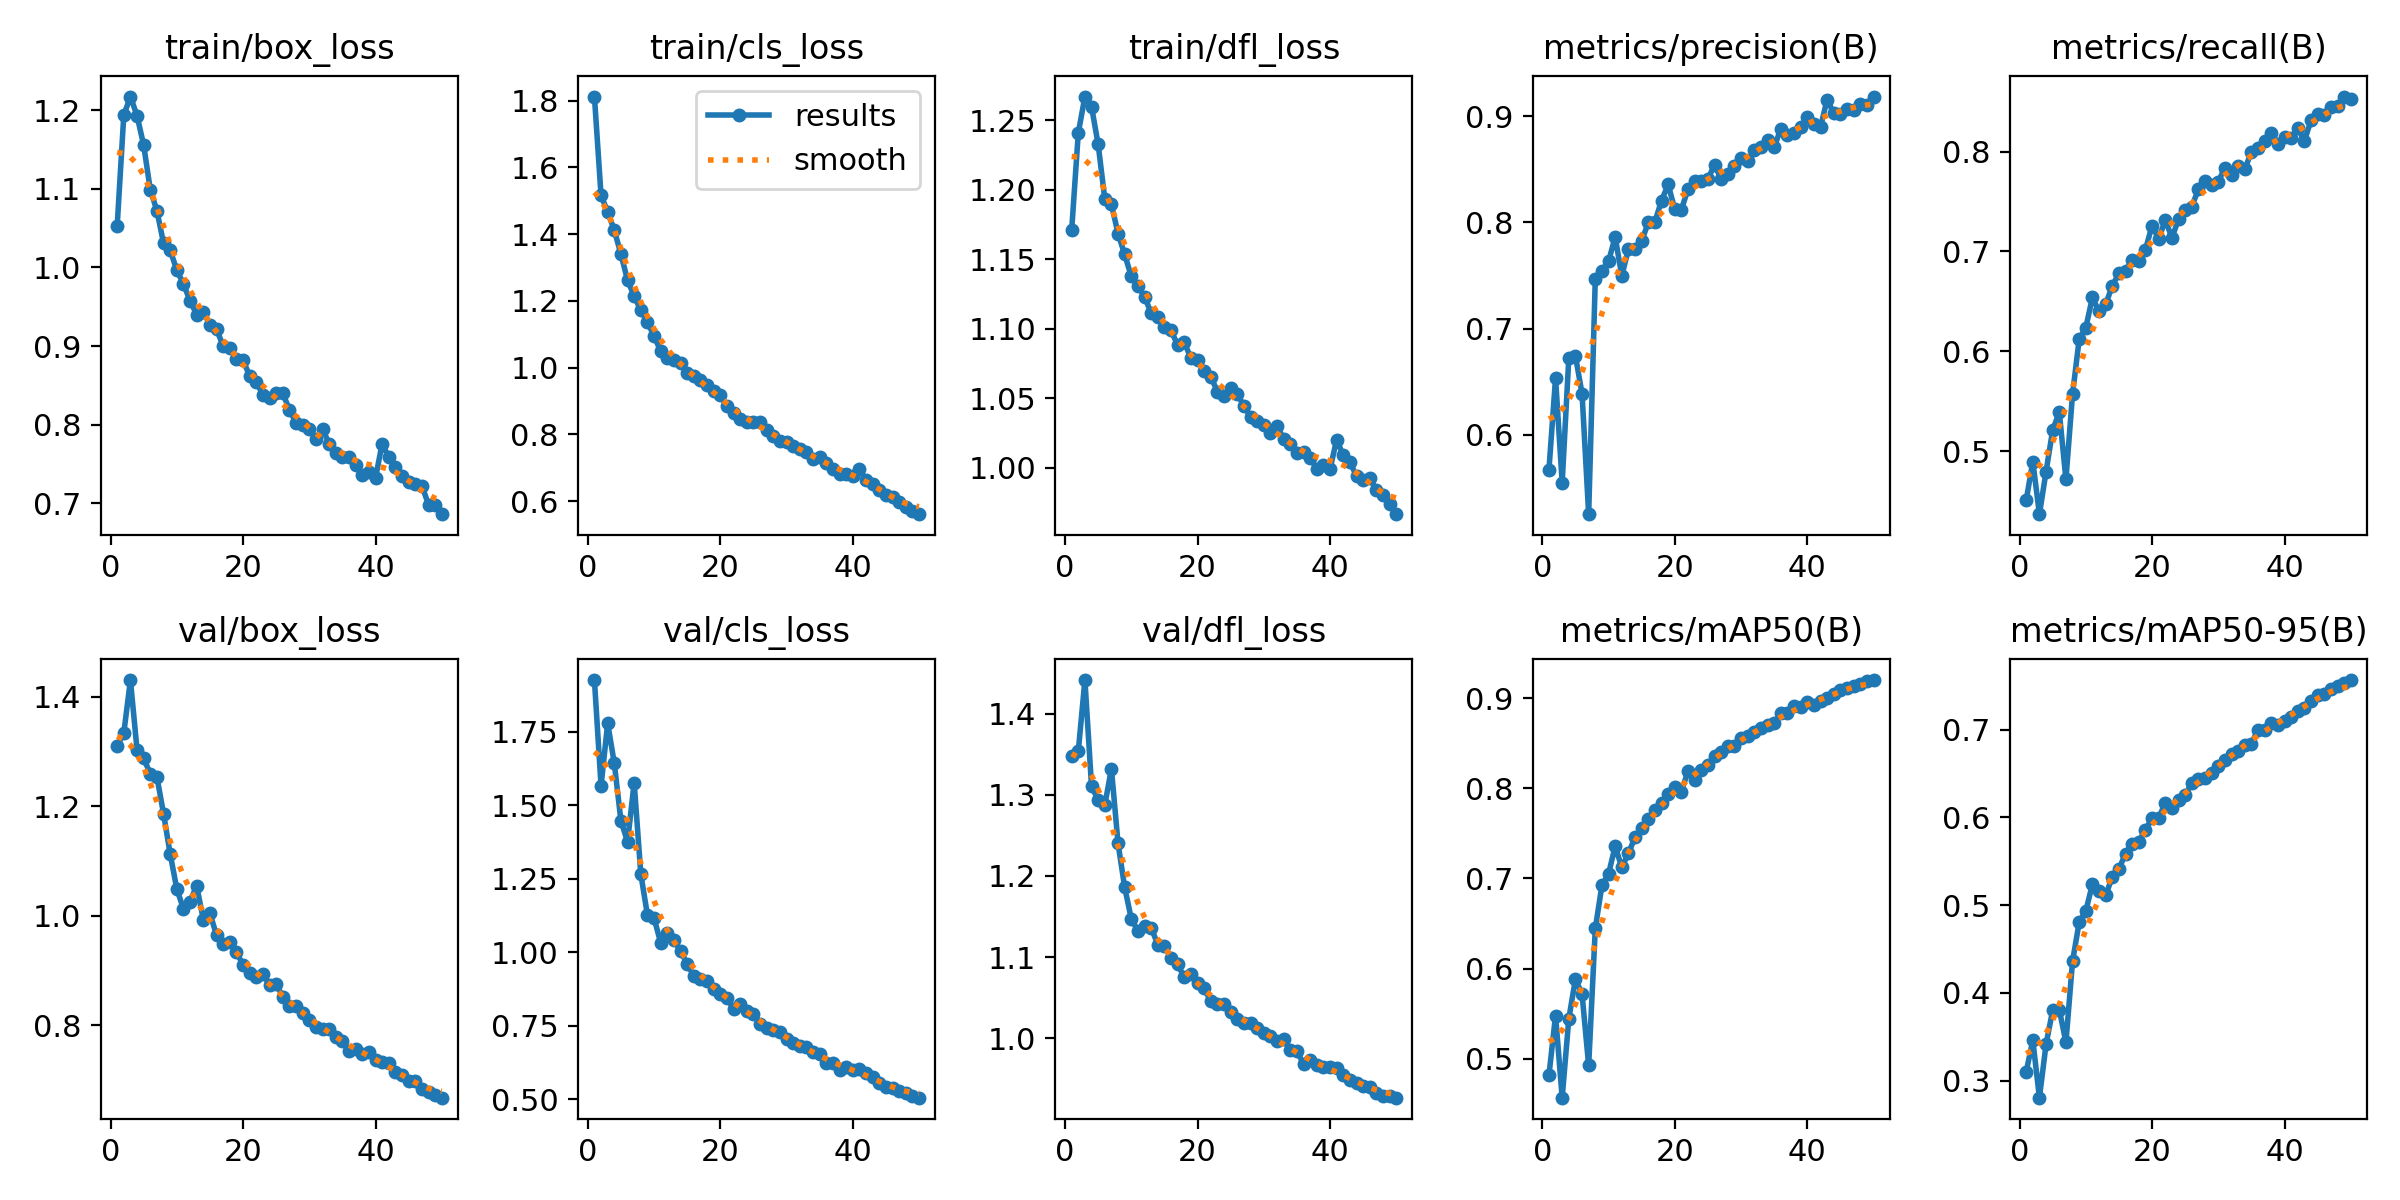 train/box_loss
1.2
1.1
1.0
0.9
0.8
0.7
0 20 40
train/cls_loss
results
smooth
1.8
1.6
1.4
1.2
1.0
0.8
0.6
0 20 40
train/dfl_loss
1.25
1.20
1.15
1.10
1.05
1.00
0 20 40
metrics/precision(B)
0.9
0.8
0.7
0.6
0 20 40
metrics/recall(B)
0.8
0.7
0.6
0.5
0 20 40
val/box_loss
1.4
1.2
1.0
0.8
0 20 40
val/cls_loss
1.75
1.50
1.25
1.00
0.75
0.50
0 20 40
val/dfl_loss
1.4
1.3
1.2
1.1
1.0
0 20 40
metrics/mAP50(B)
0.9
0.8
0.7
0.6
0.5
0 20 40
metrics/mAP50-95(B)
0.7
0.6
0.5
0.4
0.3
0 20 40